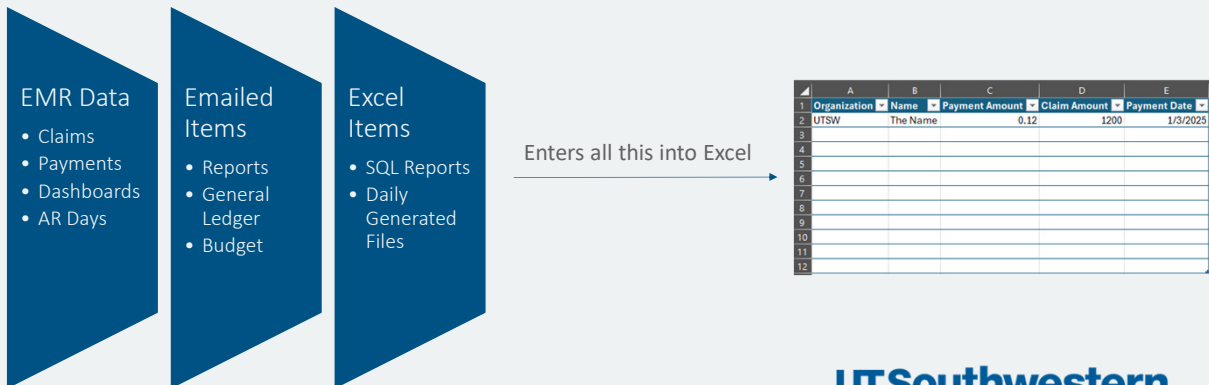 EMR Data
• Claims
• Payments
• Dashboards
• AR Days
Emailed
Items
• Reports
• General
Ledger
• Budget
Excel
Items
• SQL Reports
• Daily
Generated
Files
Enters all this into Excel
A B C D E
1 Organization Name Payment Amount Claim Amount Payment Date
2 UTSW The Name 0.12 1200 1/3/2025
3
4
5
6
7
8
9
10
11
12
UTSouthwestern